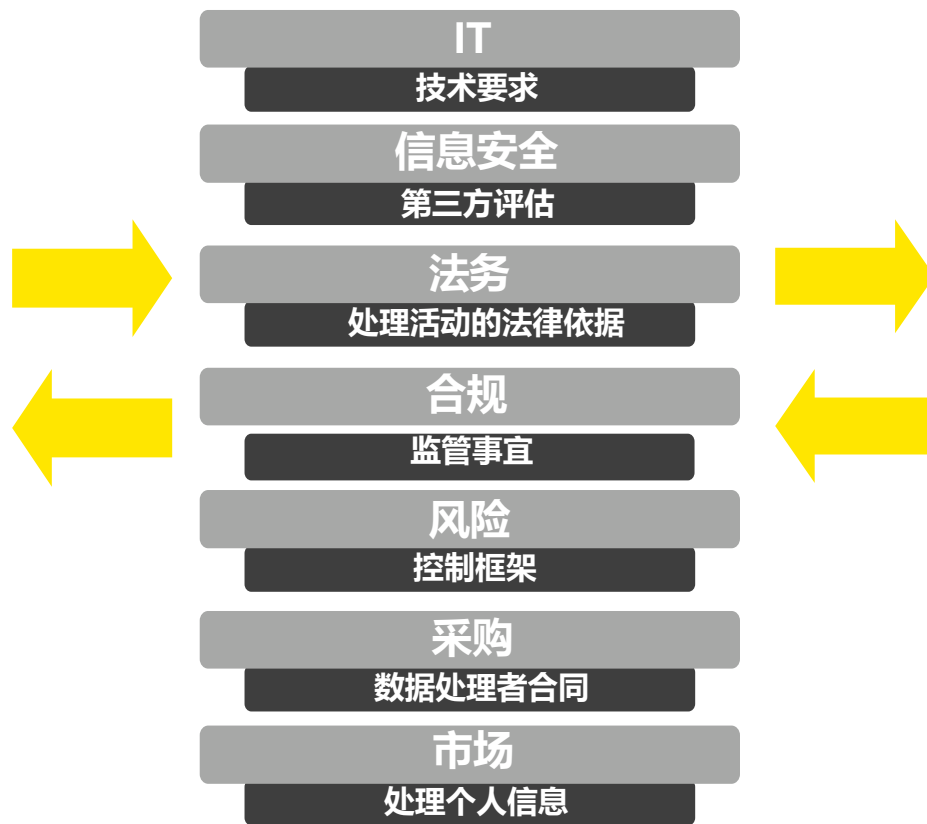 IT
技术要求
信息安全
第三方评估
法务
处理活动的法律依据
合规
监管事宜
风险
控制框架
采购
数据处理者合同
市场
处理个人信息